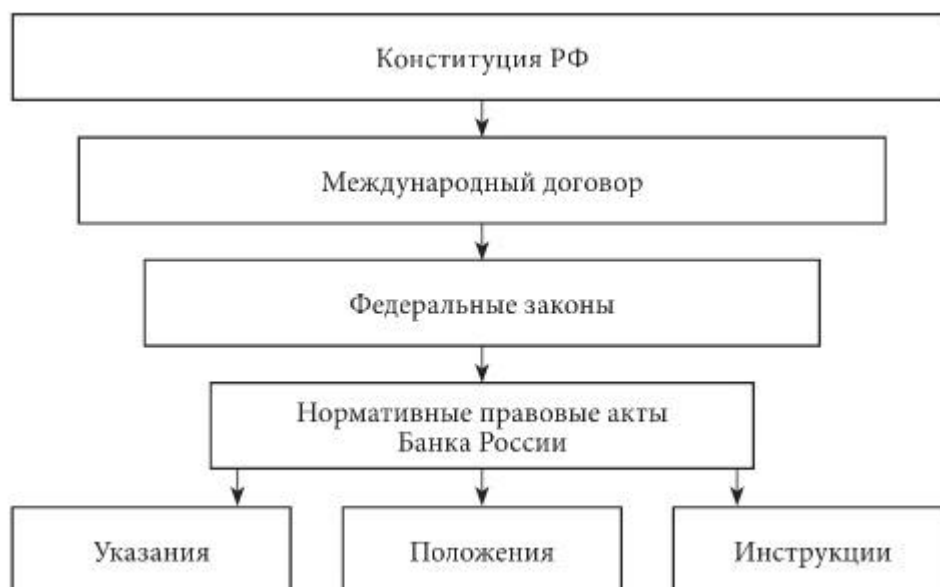 Конституция РФ
Международный договор
Федеральные законы
Нормативные правовые акты
Банка России
Указания
Положения
Инструкции